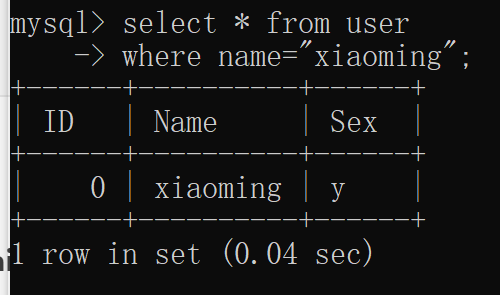 mysql> select * from user
-> where name="xiaoming";
+------+----------+------+
| ID | Name | Sex |
+------+----------+------+
| 0 | xiaoming | y |
+------+----------+------+
1 row in set (0.04 sec)